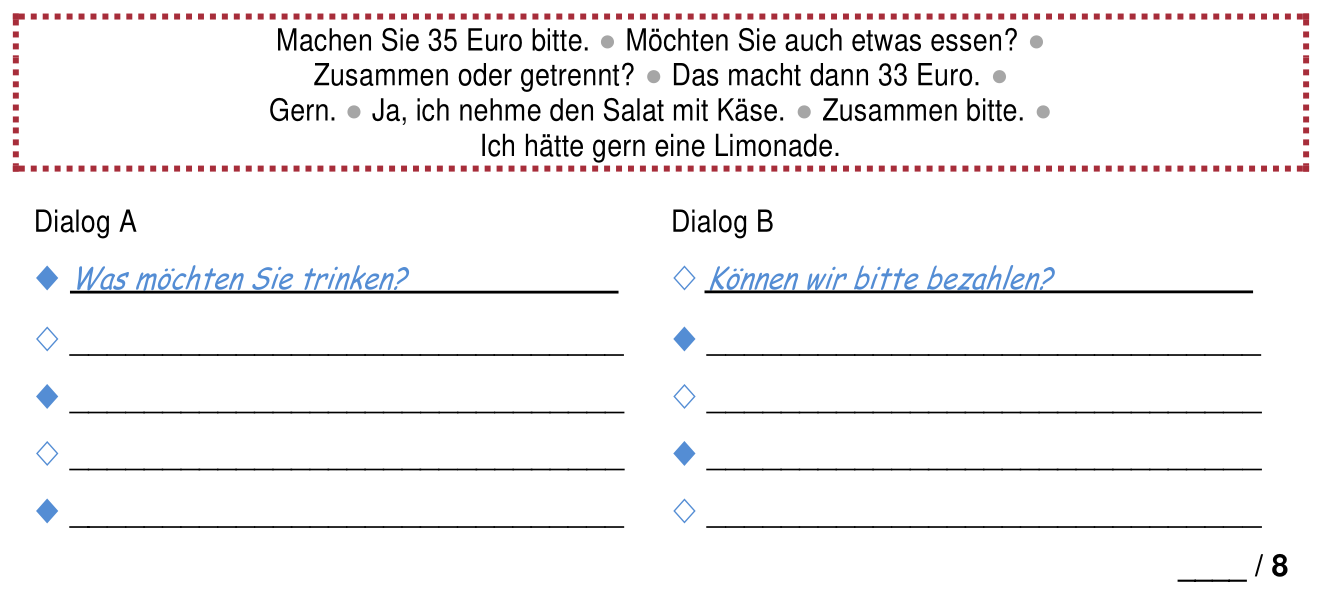 Machen Sie 35 Euro bitte. ● Möchten Sie auch etwas essen? ●
Zusammen oder getrennt? ● Das macht dann 33 Euro. ●
Gern. ● Ja, ich nehme den Salat mit Käse. ● Zusammen bitte. ●
Ich hätte gern eine Limonade.
Dialog A
◆ Was möchten Sie trinken?
◇ ____________________
◆ ____________________
◇ ____________________
◆ ____________________
Dialog B
◇ Können wir bitte bezahlen?
◆ ____________________
◇ ____________________
◆ ____________________
◇ ____________________
____ / 8